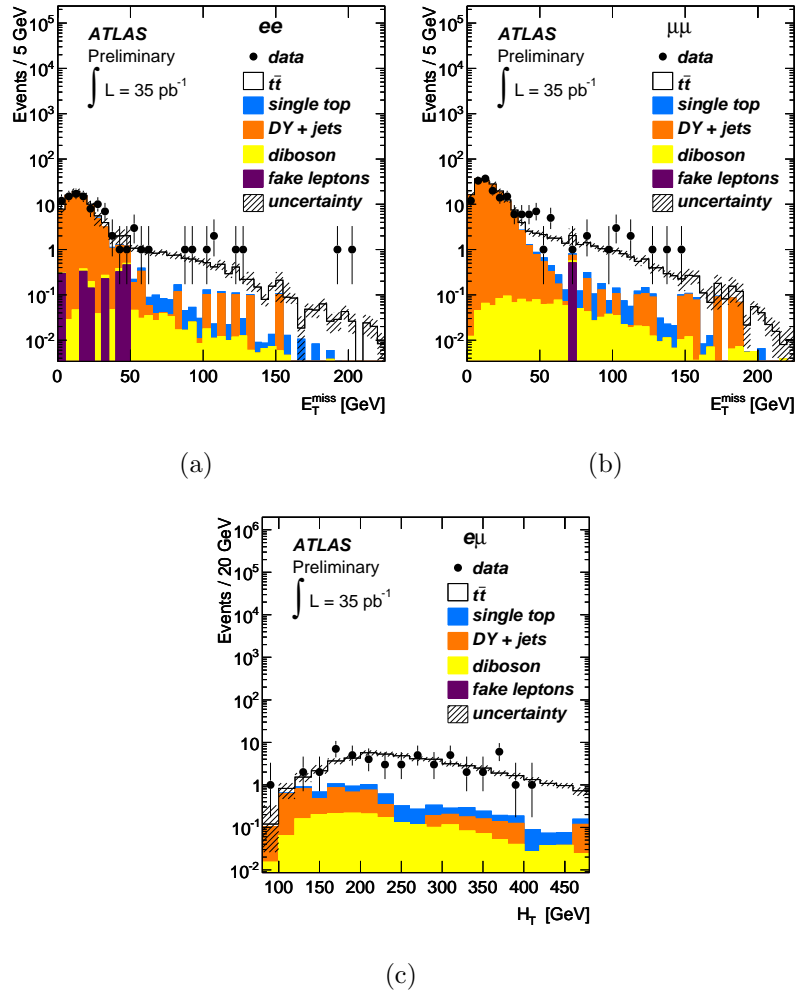 ee
ATLAS
Preliminary
∫ L = 35 pb⁻¹
data
tt̄
single top
DY + jets
diboson
fake leptons
uncertainty
Events / 5 GeV
10⁵
10⁴
10³
10²
10
1
10⁻¹
10⁻²
0 50 100 150 200
E_T^miss [GeV]
(a)
μμ
ATLAS
Preliminary
∫ L = 35 pb⁻¹
data
tt̄
single top
DY + jets
diboson
fake leptons
uncertainty
Events / 5 GeV
10⁵
10⁴
10³
10²
10
1
10⁻¹
10⁻²
0 50 100 150 200
E_T^miss [GeV]
(b)
eμ
ATLAS
Preliminary
∫ L = 35 pb⁻¹
data
tt̄
single top
DY + jets
diboson
fake leptons
uncertainty
Events / 20 GeV
10⁶
10⁵
10⁴
10³
10²
10
1
10⁻¹
10⁻²
100 150 200 250 300 350 400 450
H_T [GeV]
(c)